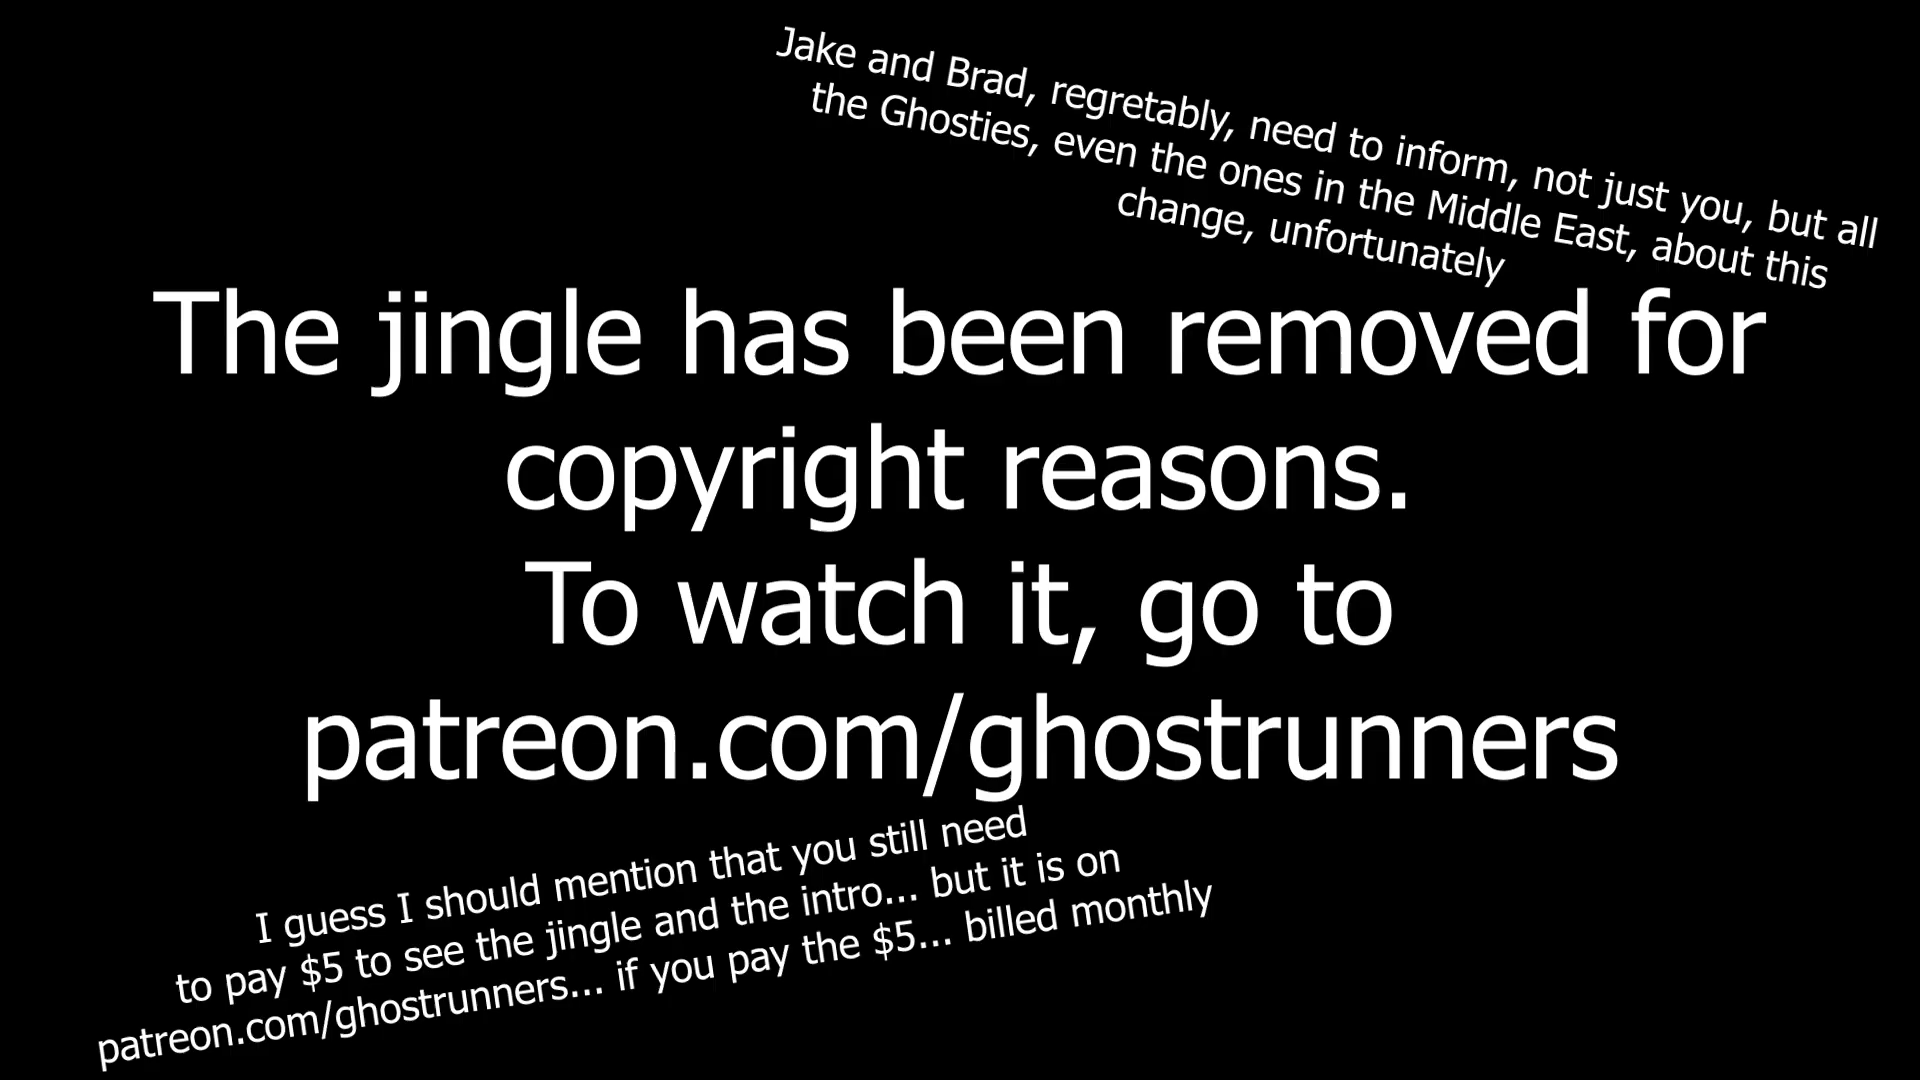 Jake and Brad, regretably, need to inform, not just you, but all
the Ghosties, even the ones in the Middle East, about this
change, unfortunately
The jingle has been removed for
copyright reasons.
To watch it, go to
patreon.com/ghostrunners
I guess I should mention that you still need
to pay $5 to see the jingle and the intro... but it is on
patreon.com/ghostrunners... if you pay the $5... billed monthly